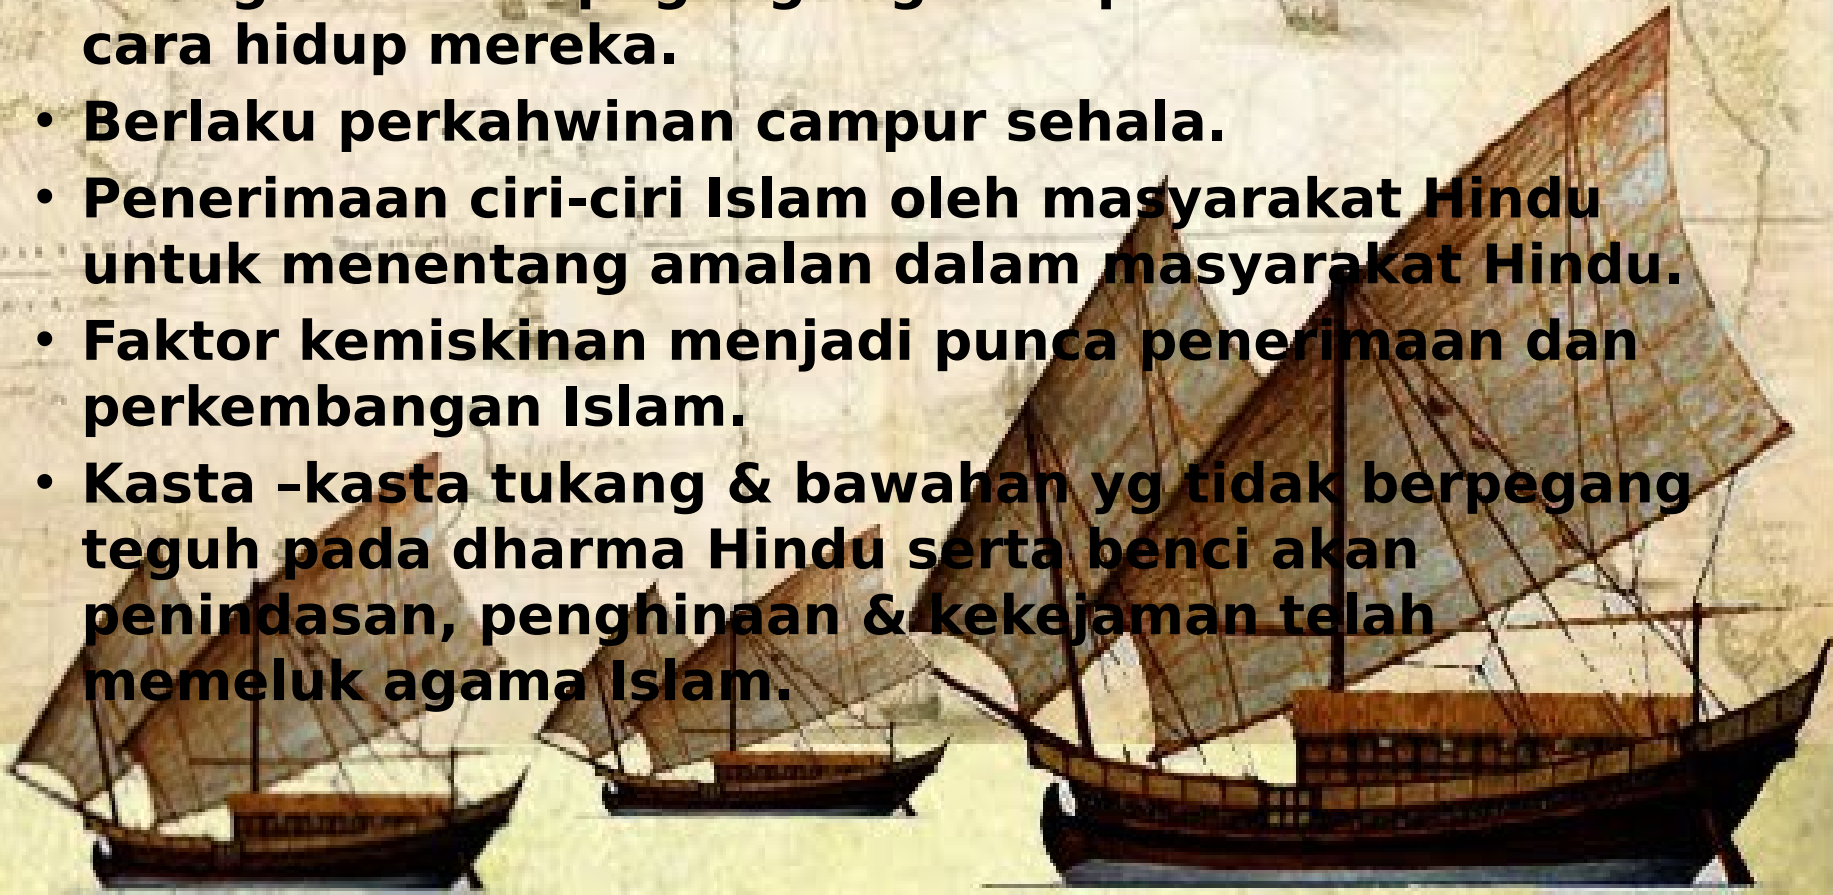 cara hidup mereka.
• Berlaku perkahwinan campur sehala.
• Penerimaan ciri-ciri Islam oleh masyarakat Hindu
untuk menentang amalan dalam masyarakat Hindu.
• Faktor kemiskinan menjadi punca penerimaan dan
perkembangan Islam.
• Kasta –kasta tukang & bawahan yg tidak berpegang
teguh pada dharma Hindu serta benci akan
penindasan, penghinaan & kekejaman telah
memeluk agama Islam.